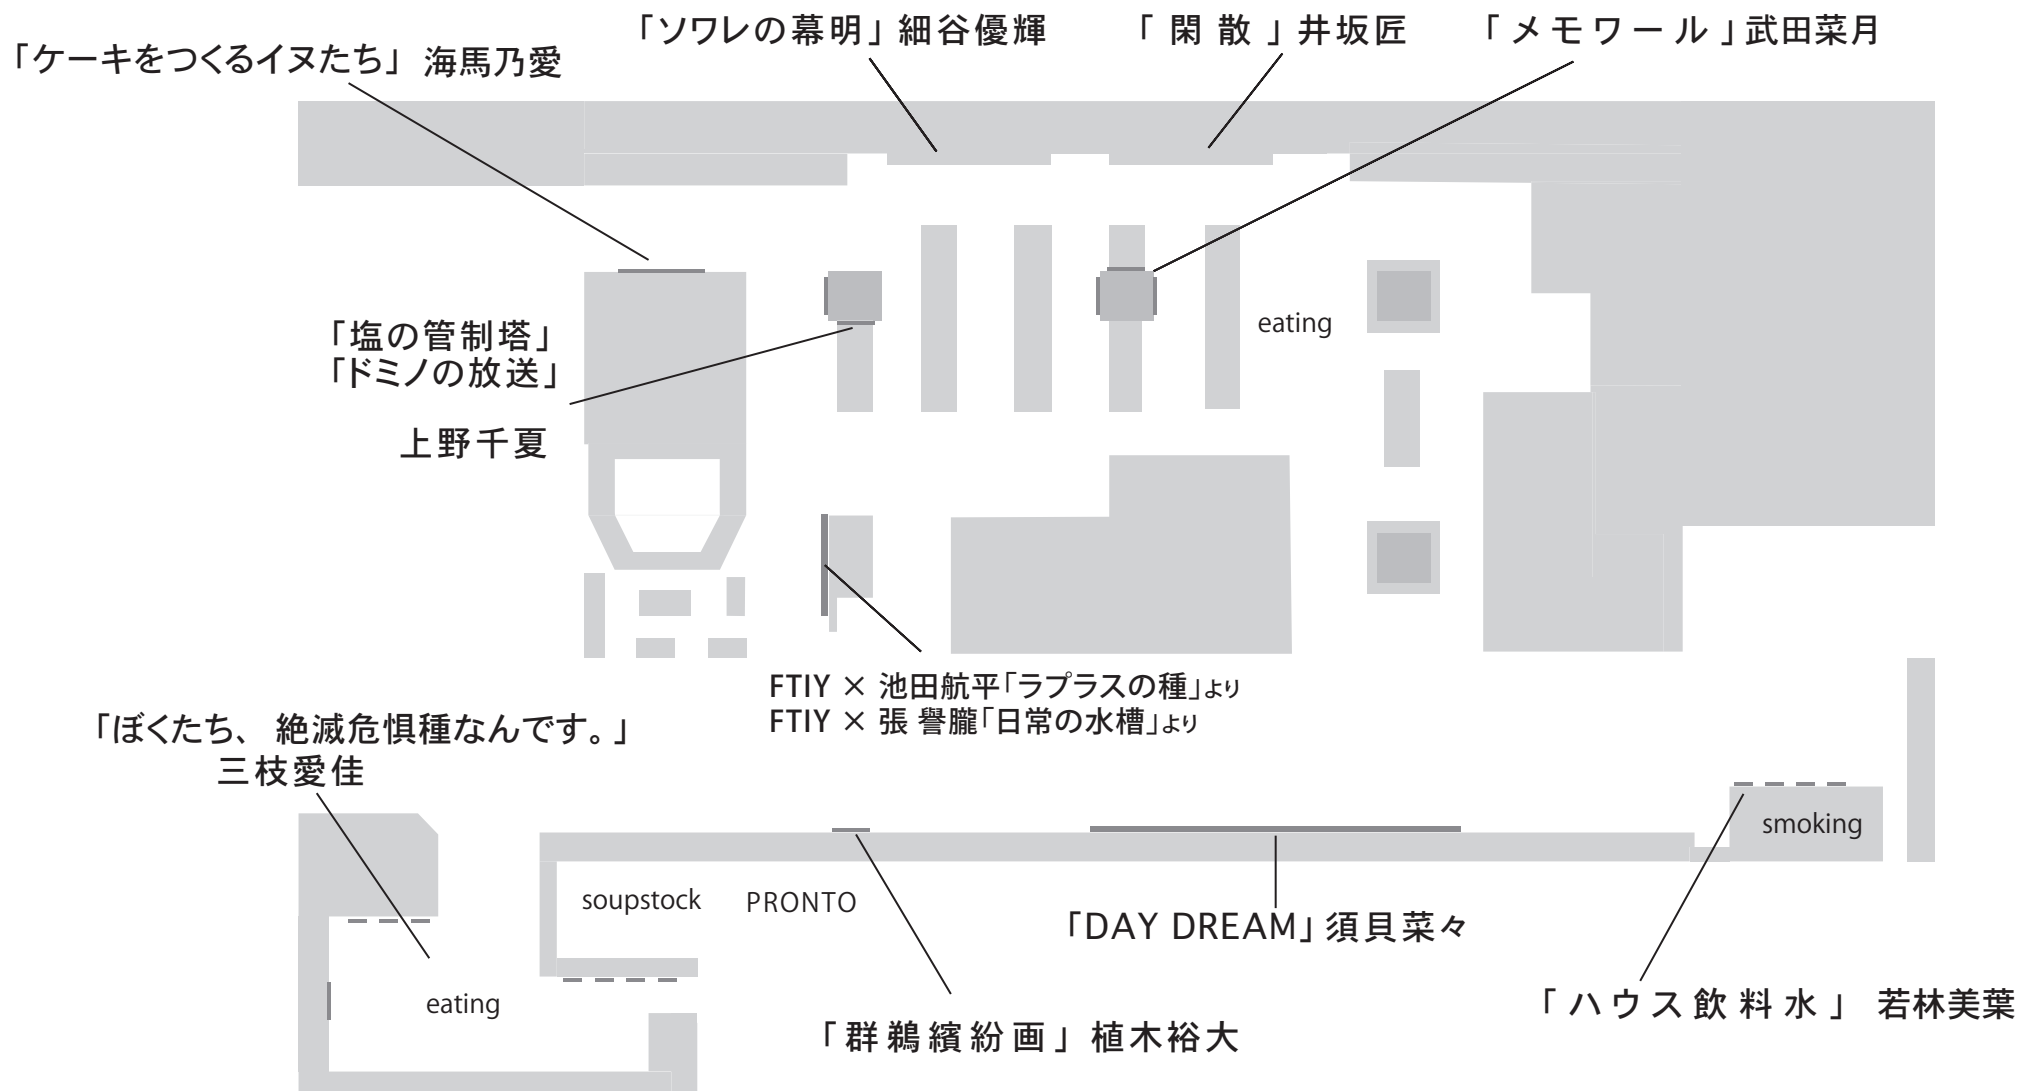 「ケーキをつくるイヌたち」 海馬乃愛
「ソワレの幕明」細谷優輝
「 閑 散 」井坂匠
「 メモワール 」武田菜月
「塩の管制塔」
「ドミノの放送」
上野千夏
eating
FTIY × 池田航平「ラプラスの種」より
FTIY × 張 譽朧「日常の水槽」より
「ぼくたち、 絶滅危惧種なんです。」
三枝愛佳
smoking
soupstock PRONTO
「DAY DREAM」須貝菜々
eating
「 ハウス飲料水 」 若林美葉
「群鵜繽紛画」植木裕大